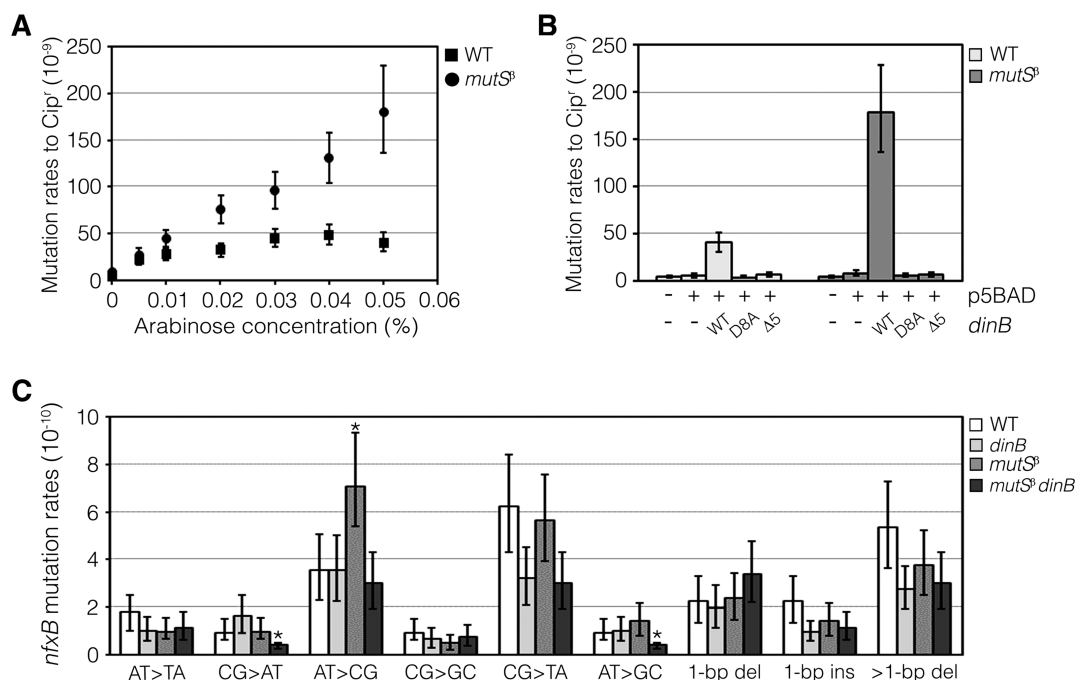 A
Mutation rates to Cipʳ (10⁻⁹)
250
200
150
100
50
0
0 0.01 0.02 0.03 0.04 0.05 0.06
Arabinose concentration (%)
WT
mutSᵝ
B
Mutation rates to Cipʳ (10⁻⁹)
250
200
150
100
50
0
WT
mutSᵝ
- + + + + - + + + + p5BAD
- - WT D8A Δ5 - - WT D8A Δ5 dinB
C
nfxB mutation rates (10⁻¹⁰)
10
8
6
4
2
0
* * *
WT
dinB
mutSᵝ
mutSᵝ dinB
AT>TA CG>AT AT>CG CG>GC CG>TA AT>GC 1-bp del 1-bp ins >1-bp del